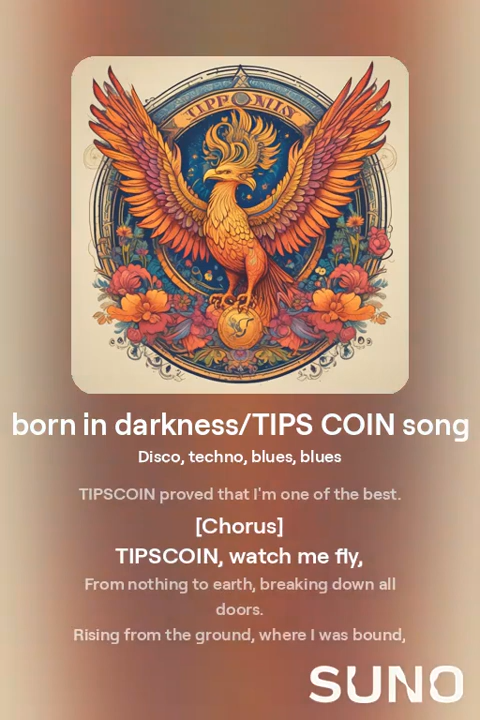 born in darkness/TIPS COIN song
Disco, techno, blues, blues
TIPSCOIN proved that I'm one of the best.
[Chorus]
TIPSCOIN, watch me fly,
From nothing to earth, breaking down all
doors.
Rising from the ground, where I was bound,
SUNO